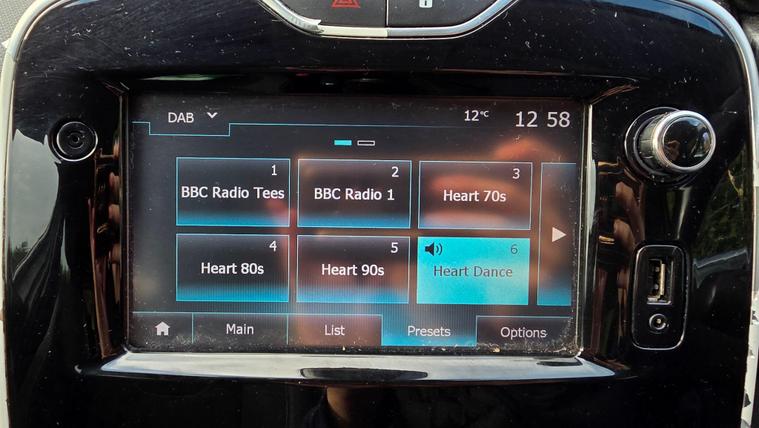 DAB
12°C
12 58
1
BBC Radio Tees
2
BBC Radio 1
3
Heart 70s
4
Heart 80s
5
Heart 90s
6
Heart Dance
Main
List
Presets
Options